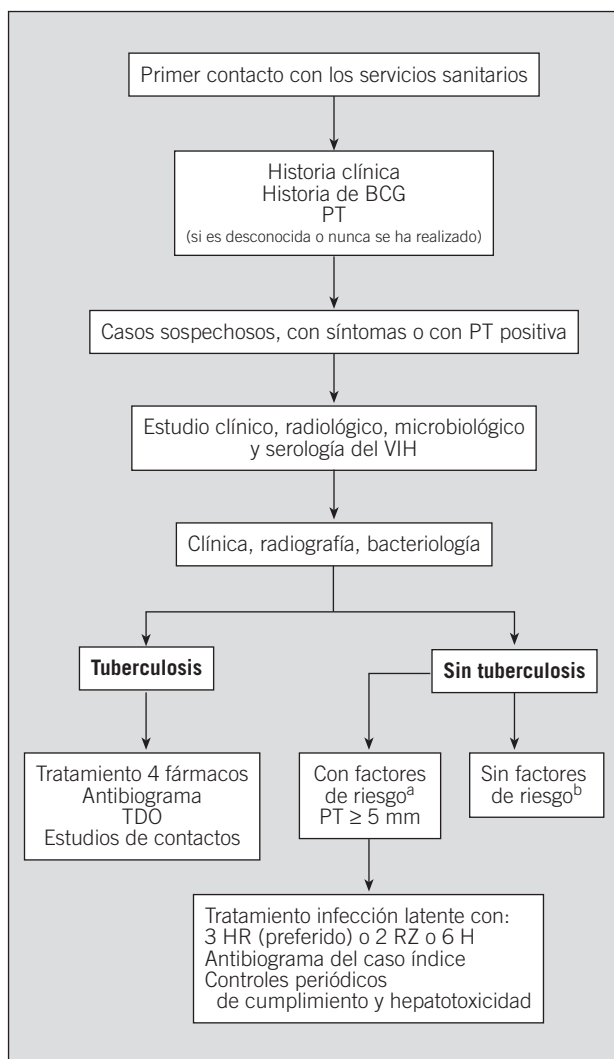 Primer contacto con los servicios sanitarios
Historia clínica
Historia de BCG
PT
(si es desconocida o nunca se ha realizado)
Casos sospechosos, con síntomas o con PT positiva
Estudio clínico, radiológico, microbiológico
y serología del VIH
Clínica, radiografía, bacteriología
Tuberculosis
Sin tuberculosis
Tratamiento 4 fármacos
Antibiograma
TDO
Estudios de contactos
Con factores
de riesgoa
PT ≥ 5 mm
Sin factores
de riesgob
Tratamiento infección latente con:
3 HR (preferido) o 2 RZ o 6 H
Antibiograma del caso índice
Controles periódicos
de cumplimiento y hepatotoxicidad